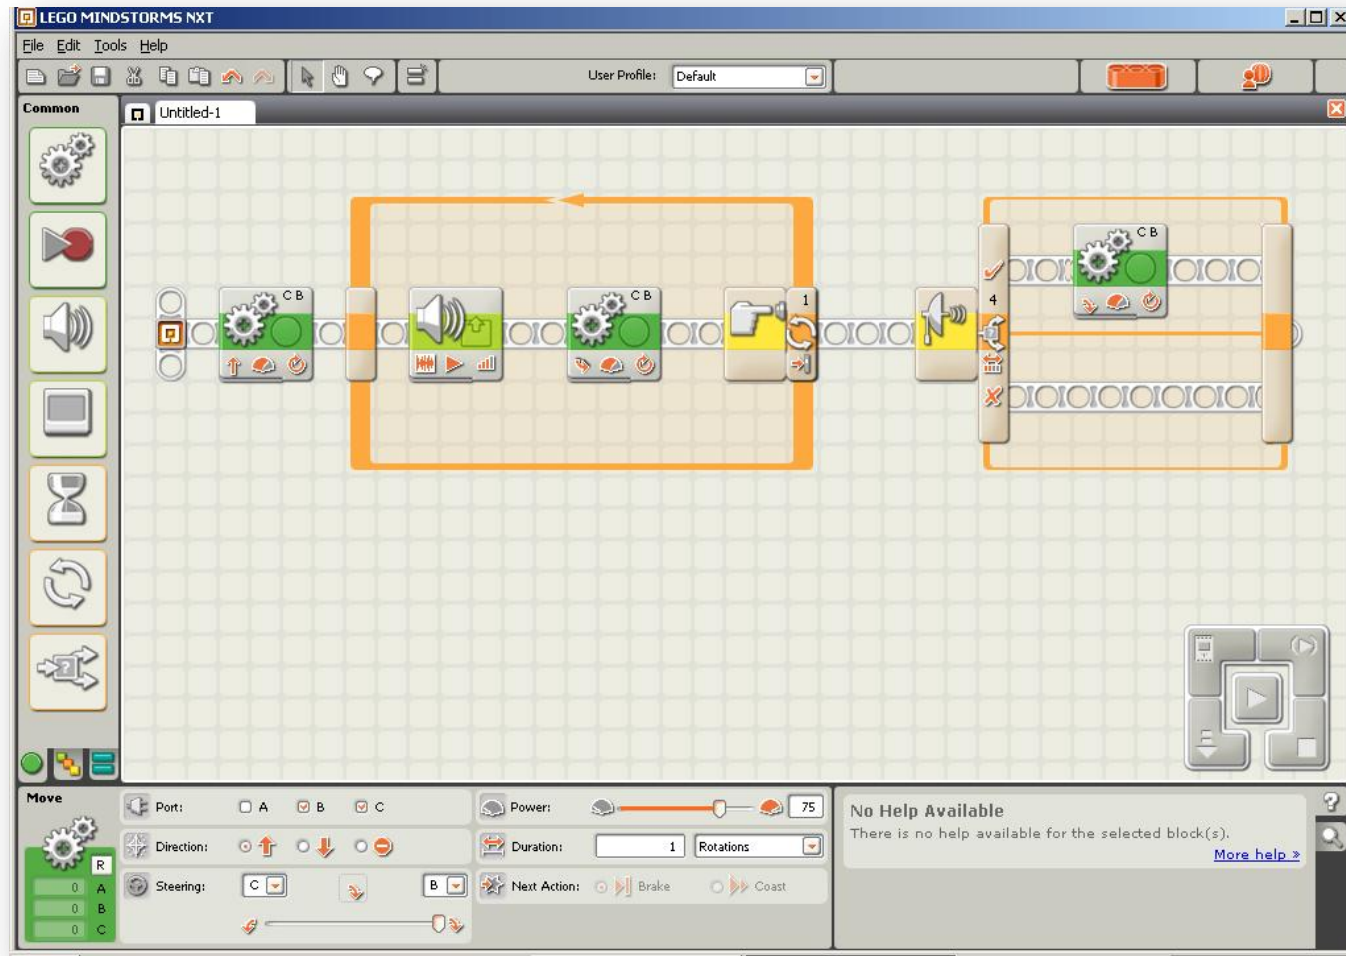 LEGO MINDSTORMS NXT
File Edit Tools Help
User Profile: Default
Common
Untitled-1
C B
C B
1
4
C B
Move
R
0 A
0 B
0 C
Port: A B C
Direction:
Steering: C B
Power: 75
Duration: 1 Rotations
Next Action: Brake Coast
No Help Available
There is no help available for the selected block(s).
More help »